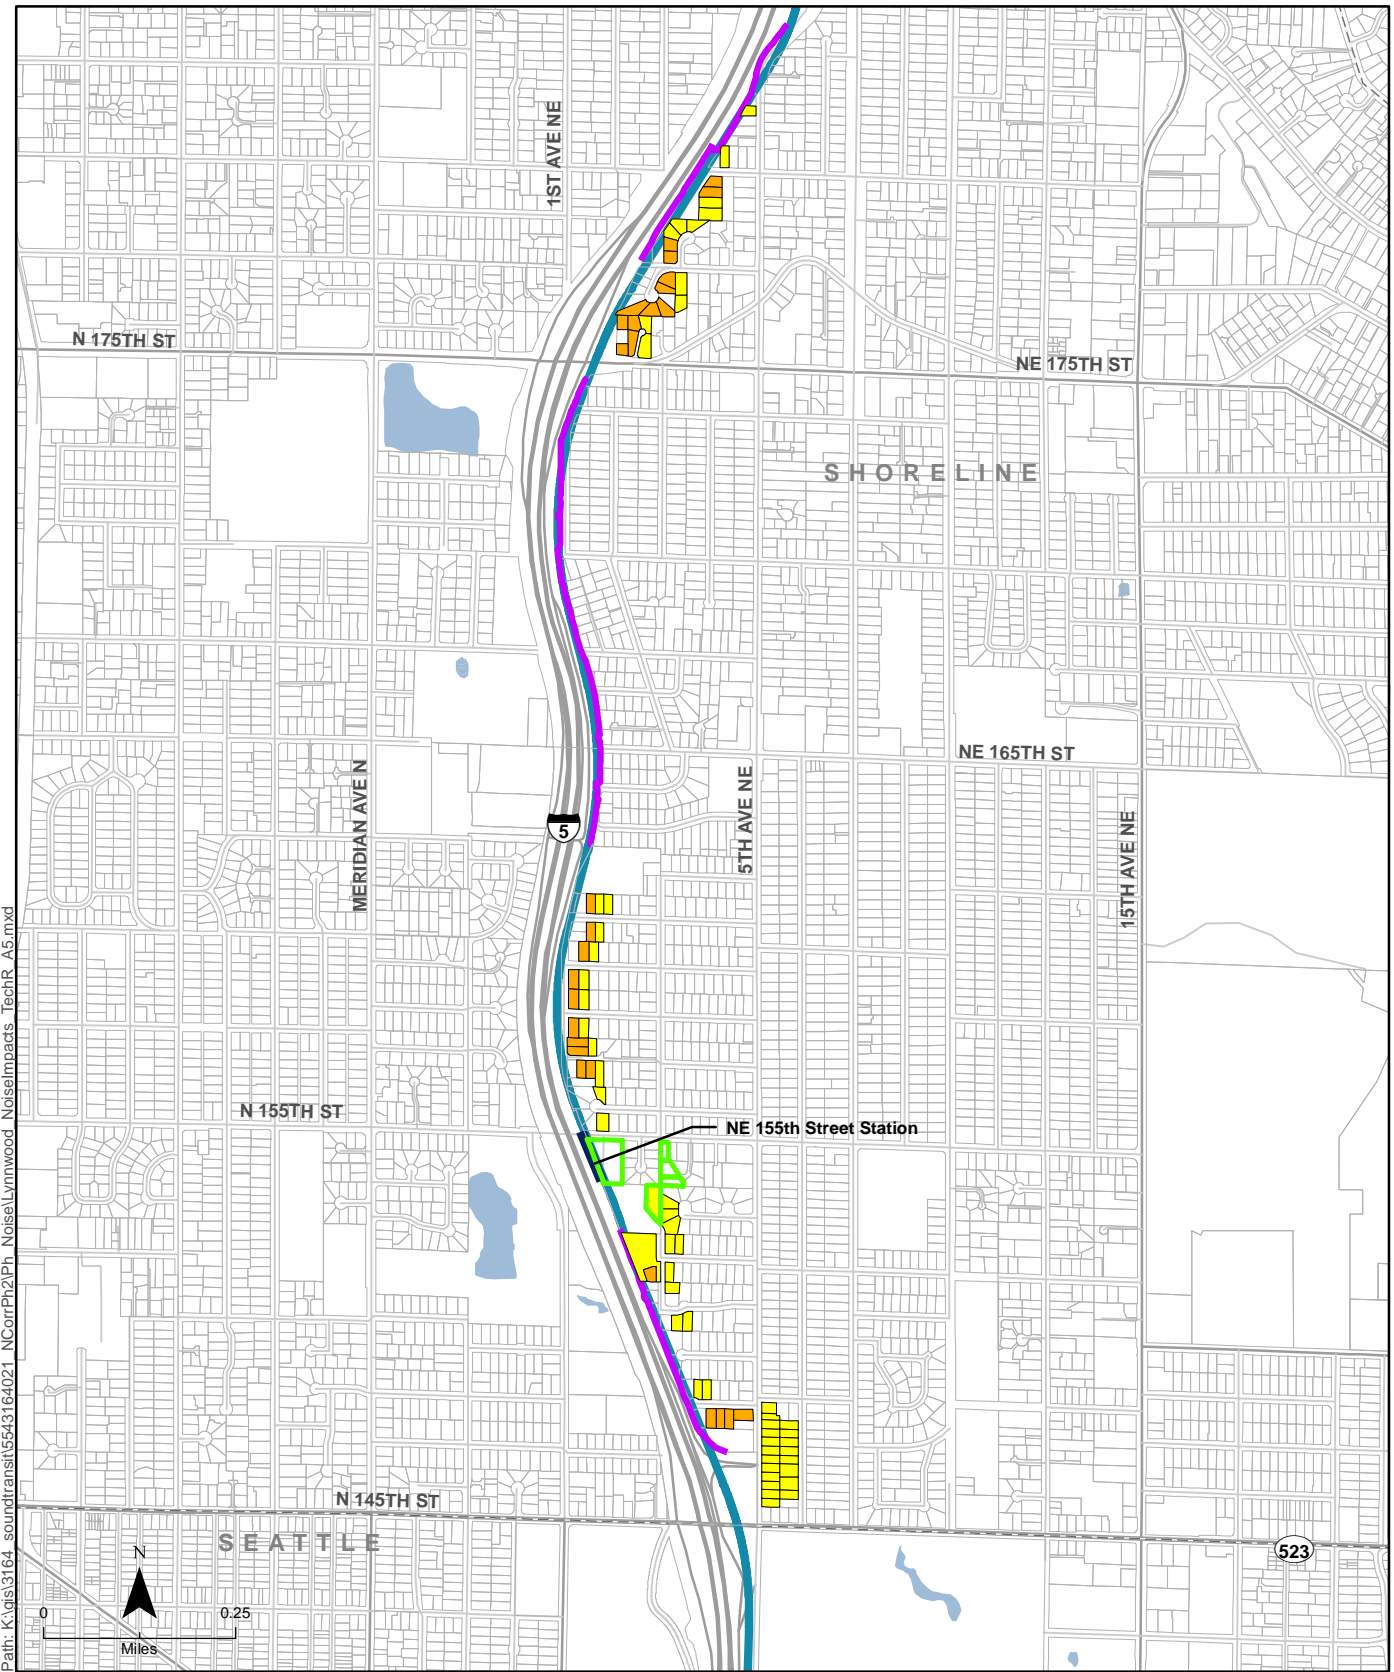 1ST AVE NE
N 175TH ST
NE 175TH ST
SHORELINE
NE 165TH ST
MERIDIAN AVE N
5TH AVE NE
5
15TH AVE NE
N 155TH ST
NE 155th Street Station
N 145TH ST
SEATTLE
523
N
0 0.25
Miles
Path: K:\gis\3164_soundtransit\5543164021_NCorrPh2\Ph_Noise\Lynnwood_NoiseImpacts_TechR_A5.mxd